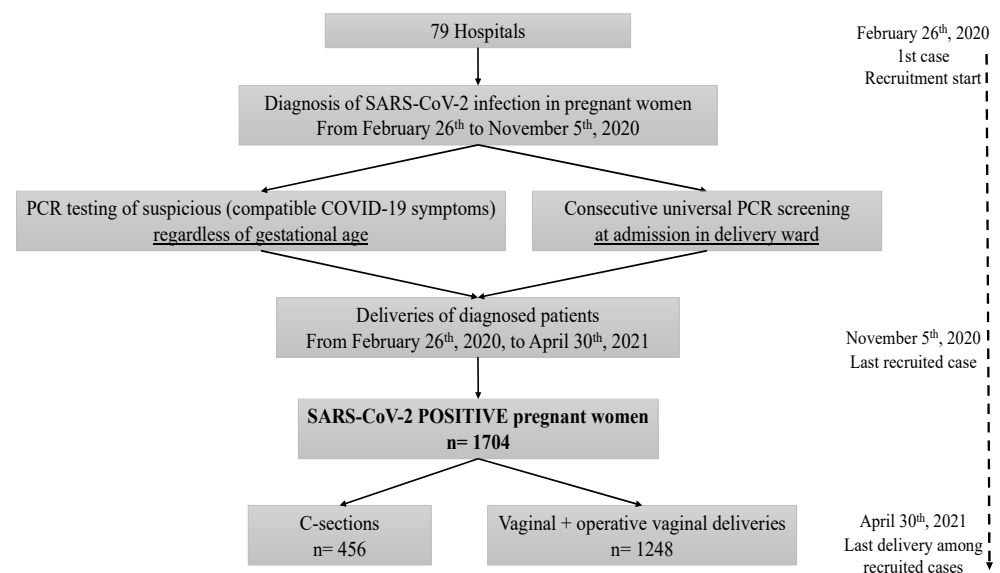 79 Hospitals
Diagnosis of SARS-CoV-2 infection in pregnant women
From February 26th to November 5th, 2020
PCR testing of suspicious (compatible COVID-19 symptoms)
regardless of gestational age
Consecutive universal PCR screening
at admission in delivery ward
Deliveries of diagnosed patients
From February 26th, 2020, to April 30th, 2021
SARS-CoV-2 POSITIVE pregnant women
n= 1704
C-sections
n= 456
Vaginal + operative vaginal deliveries
n= 1248
February 26th, 2020
1st case
Recruitment start
November 5th, 2020
Last recruited case
April 30th, 2021
Last delivery among
recruited cases